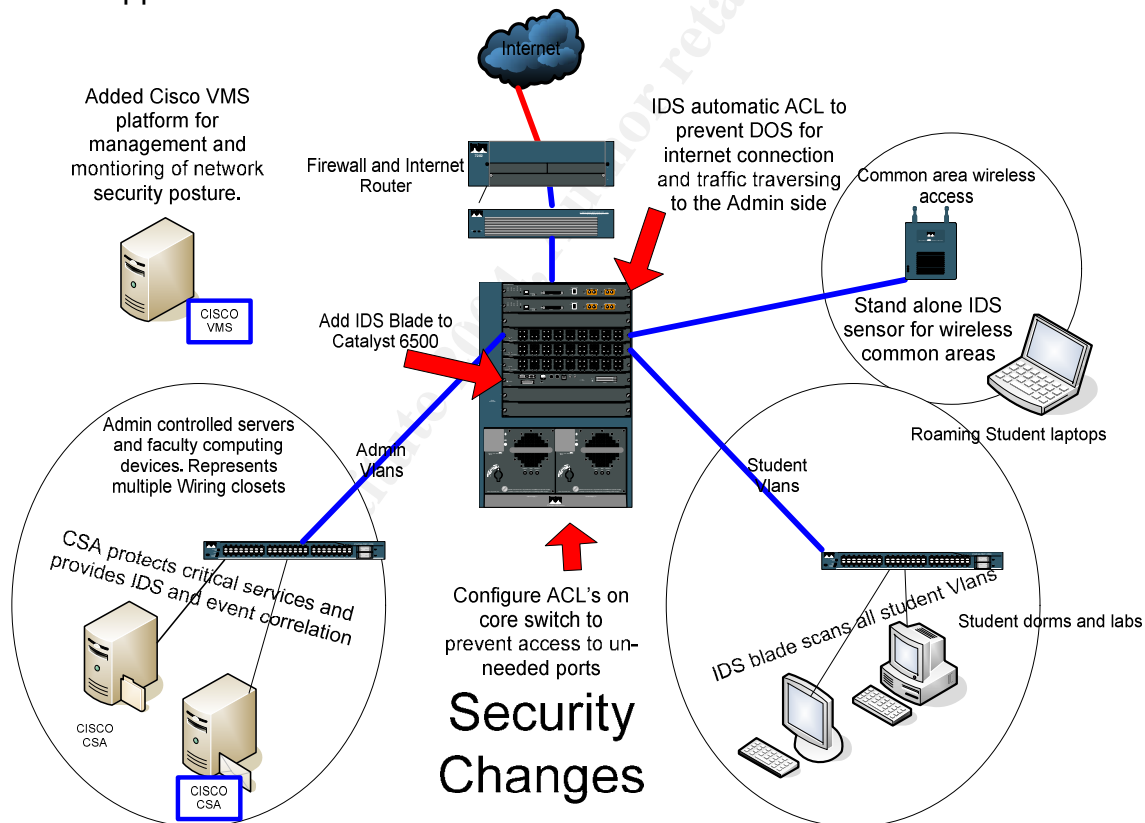 Internet
Added Cisco VMS
platform for
management and
montioring of network
security posture.
CISCO
VMS
Firewall and Internet
Router
IDS automatic ACL to
prevent DOS for
internet connection
and traffic traversing
to the Admin side
Common area wireless
access
Stand alone IDS
sensor for wireless
common areas
Roaming Student laptops
Add IDS Blade to
Catalyst 6500
Admin controlled servers
and faculty computing
devices. Represents
multiple Wiring closets
Admin
Vlans
Student
Vlans
CSA protects critical services and
provides IDS and event correlation
CISCO
CSA
CISCO
CSA
Configure ACL's on
core switch to
prevent access to un-
needed ports
IDS blade scans all student Vlans
Student dorms and labs
Security
Changes